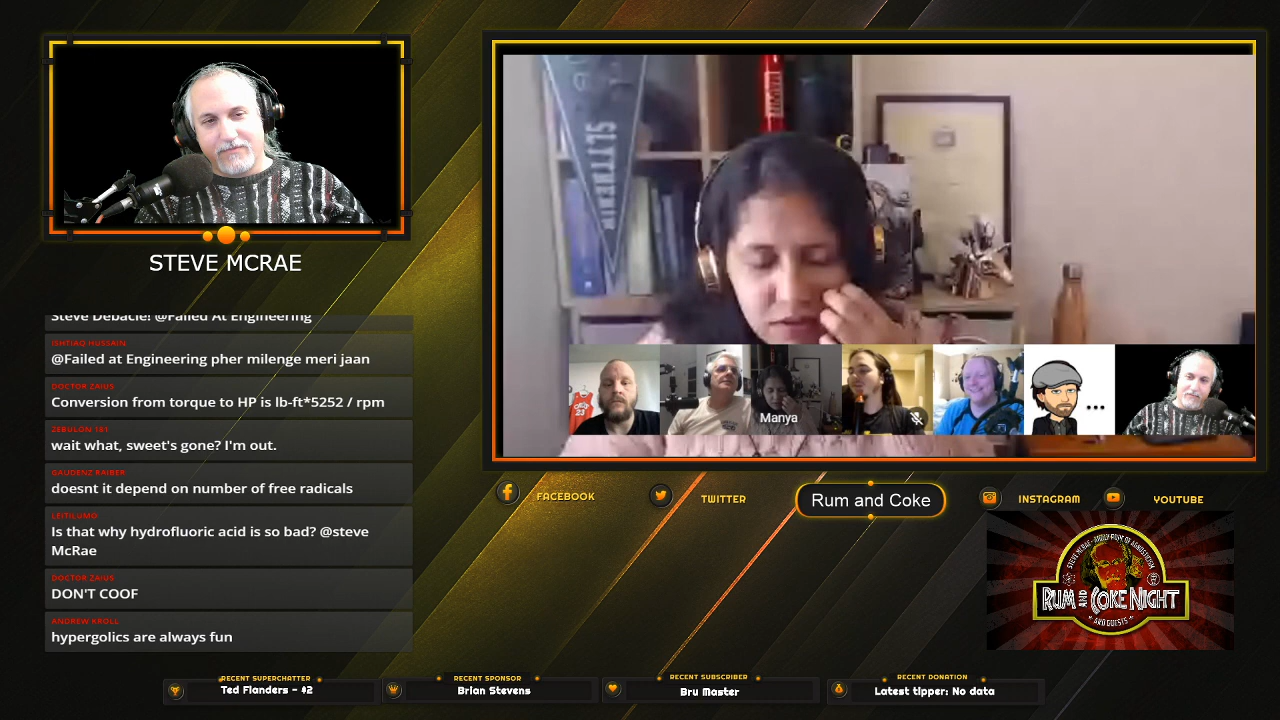 SLYTHERIN
Manya
STEVE MCRAE
Steve Debacle! @Failed At Engineering
ISHTIAQ HUSSAIN
@Failed at Engineering pher milenge meri jaan
DOCTOR ZAIUS
Conversion from torque to HP is lb-ft*5252 / rpm
ZEBULON 181
wait what, sweet's gone? I'm out.
GAUDENZ RAIBER
doesnt it depend on number of free radicals
LEITILUMO
Is that why hydrofluoric acid is so bad? @steve
McRae
DOCTOR ZAIUS
DON'T COOF
ANDREW KROLL
hypergolics are always fun
FACEBOOK
TWITTER
Rum and Coke
INSTAGRAM
YOUTUBE
RUM AND COKE NIGHT
AND GUESTS
RECENT SUPERCHATTER
Ted Flanders - $2
RECENT SPONSOR
Brian Stevens
RECENT SUBSCRIBER
Bru Master
RECENT DONATION
Latest tipper: No data